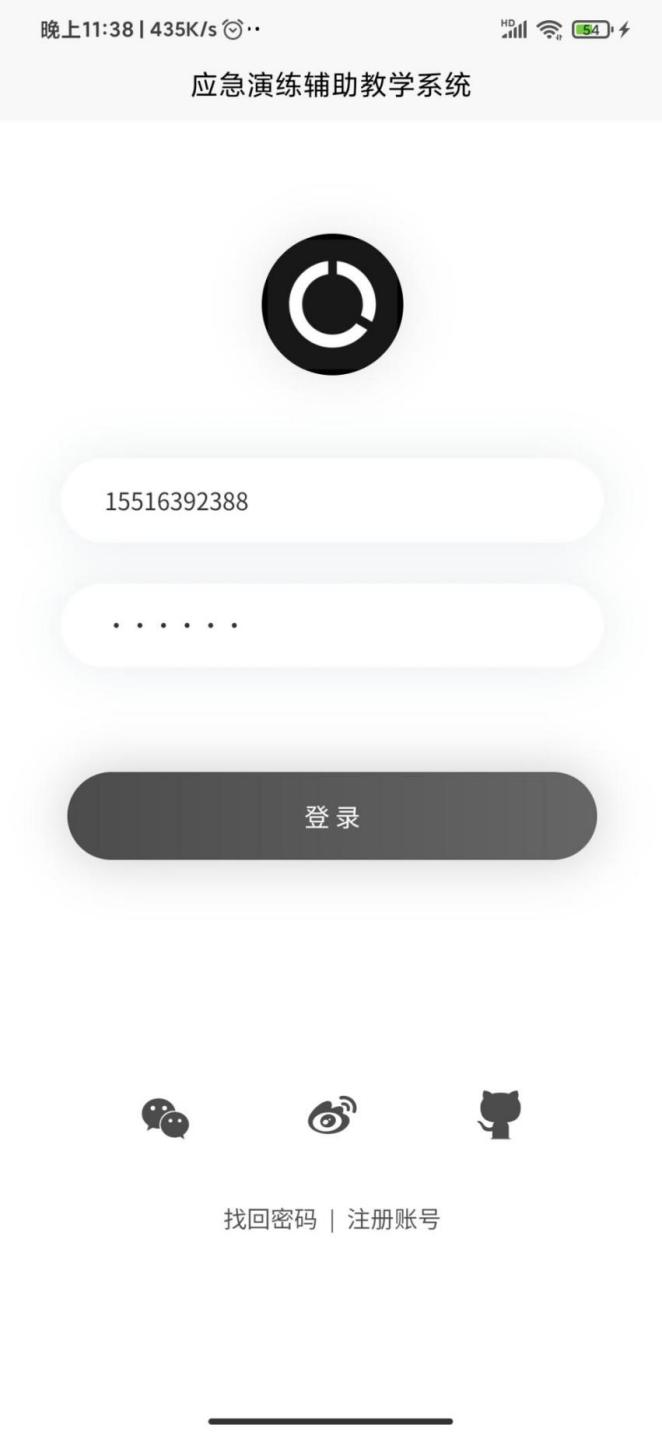 晚上11:38 | 435K/s
HD
54
应急演练辅助教学系统
15516392388
••••••
登录
找回密码 | 注册账号